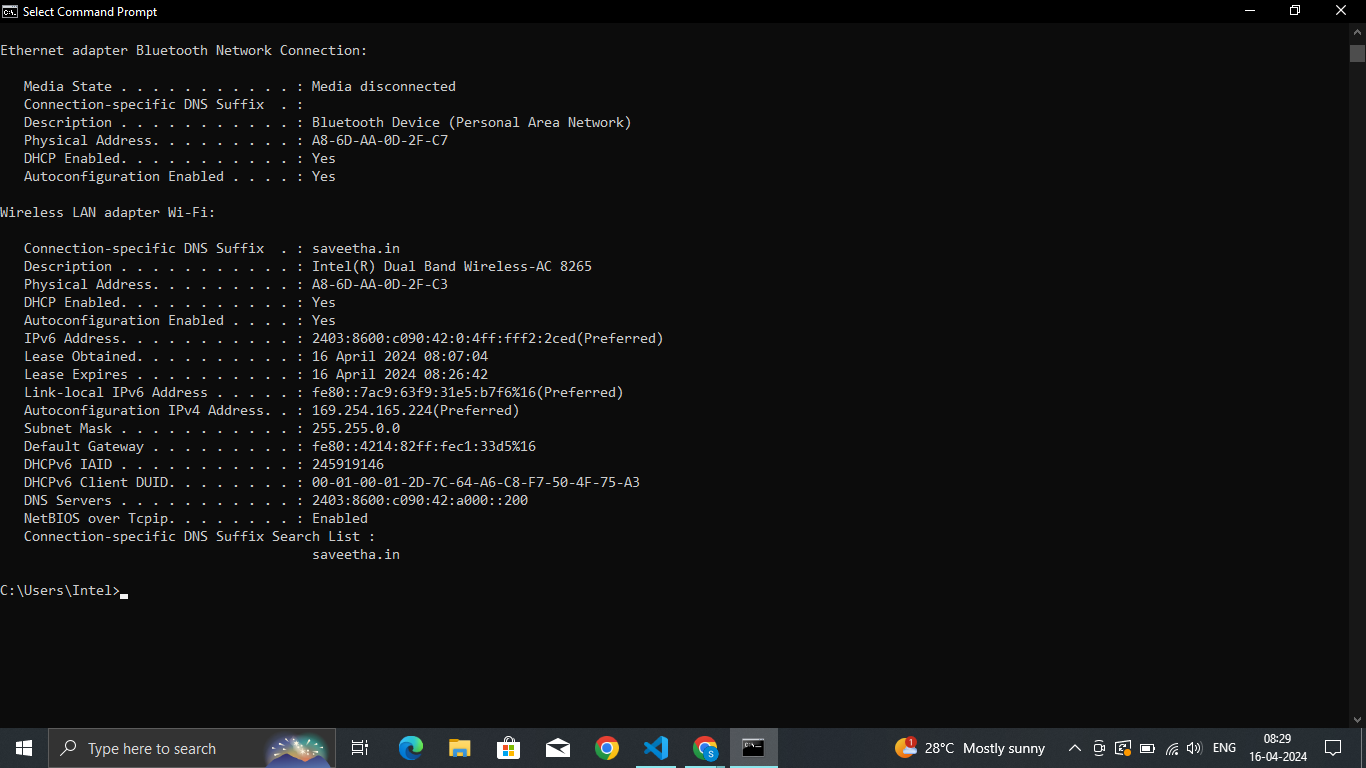 Select Command Prompt
Ethernet adapter Bluetooth Network Connection:
Media State . . . . . . . . . . . : Media disconnected
Connection-specific DNS Suffix  . :
Description . . . . . . . . . . . : Bluetooth Device (Personal Area Network)
Physical Address. . . . . . . . . : A8-6D-AA-0D-2F-C7
DHCP Enabled. . . . . . . . . . . : Yes
Autoconfiguration Enabled . . . . : Yes
Wireless LAN adapter Wi-Fi:
Connection-specific DNS Suffix  . : saveetha.in
Description . . . . . . . . . . . : Intel(R) Dual Band Wireless-AC 8265
Physical Address. . . . . . . . . : A8-6D-AA-0D-2F-C3
DHCP Enabled. . . . . . . . . . . : Yes
Autoconfiguration Enabled . . . . : Yes
IPv6 Address. . . . . . . . . . . : 2403:8600:c090:42:0:4ff:fff2:2ced(Preferred)
Lease Obtained. . . . . . . . . . : 16 April 2024 08:07:04
Lease Expires . . . . . . . . . . : 16 April 2024 08:26:42
Link-local IPv6 Address . . . . . : fe80::7ac9:63f9:31e5:b7f6%16(Preferred)
Autoconfiguration IPv4 Address. . : 169.254.165.224(Preferred)
Subnet Mask . . . . . . . . . . . : 255.255.0.0
Default Gateway . . . . . . . . . : fe80::4214:82ff:fec1:33d5%16
DHCPv6 IAID . . . . . . . . . . . : 245919146
DHCPv6 Client DUID. . . . . . . . : 00-01-00-01-2D-7C-64-A6-C8-F7-50-4F-75-A3
DNS Servers . . . . . . . . . . . : 2403:8600:c090:42:a000::200
NetBIOS over Tcpip. . . . . . . . : Enabled
Connection-specific DNS Suffix Search List :
saveetha.in
C:\Users\Intel>
Type here to search
1
S
28°C Mostly sunny
ENG
08:29
16-04-2024